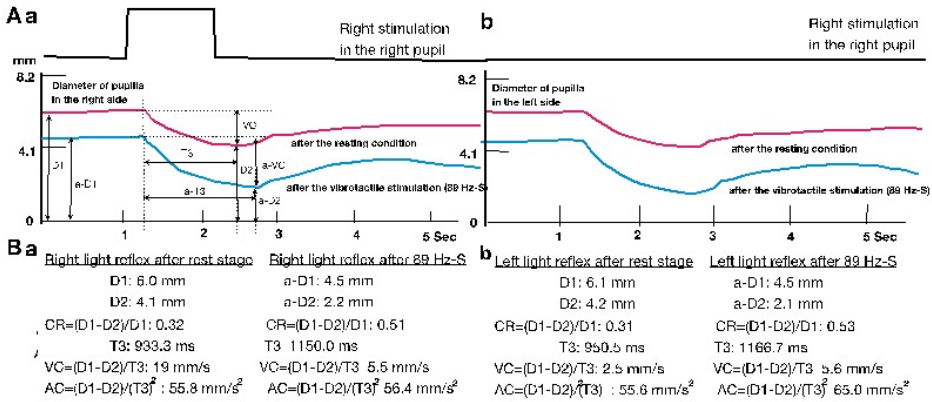 Aa
Right stimulation
in the right pupil
mm
8.2
Diameter of pupilla
in the right side
VC
4.1
T3
after the resting condition
D1
a-D1
D2
a-VC
after the vibrotactile stimulation (89 Hz-S)
a-T3
a-D2
0
1
2
3
4
5 Sec
b
Right stimulation
in the right pupil
8.2
Diameter of pupilla
in the left side
4.1
after the resting condition
after the vibrotactile stimulation (89 Hz-S)
0
1
2
3
4
5 Sec
Ba
Right light reflex after rest stage
D1: 6.0 mm
D2: 4.1 mm
CR=(D1-D2)/D1: 0.32
T3: 933.3 ms
VC=(D1-D2)/T3: 19 mm/s
AC=(D1-D2)/(T3)² : 55.8 mm/s²
Right light reflex after 89 Hz-S
a-D1: 4.5 mm
a-D2: 2.2 mm
CR=(D1-D2)/D1: 0.51
T3 1150.0 ms
VC=(D1-D2)/T3 5.5 mm/s
AC=(D1-D2)/(T3)² 56.4 mm/s²
b
Left light reflex after rest stage
D1: 6.1 mm
D2: 4.2 mm
CR=(D1-D2)/D1: 0.31
T3: 950.5 ms
VC=(D1-D2)/T3: 2.5 mm/s
AC=(D1-D2)/(T3)² : 55.6 mm/s²
Left light reflex after 89 Hz-S
a-D1: 4.5 mm
a-D2: 2.1 mm
CR=(D1-D2)/D1: 0.53
T3 1166.7 ms
VC=(D1-D2)/T3 5.6 mm/s
AC=(D1-D2)/(T3)² 65.0 mm/s²